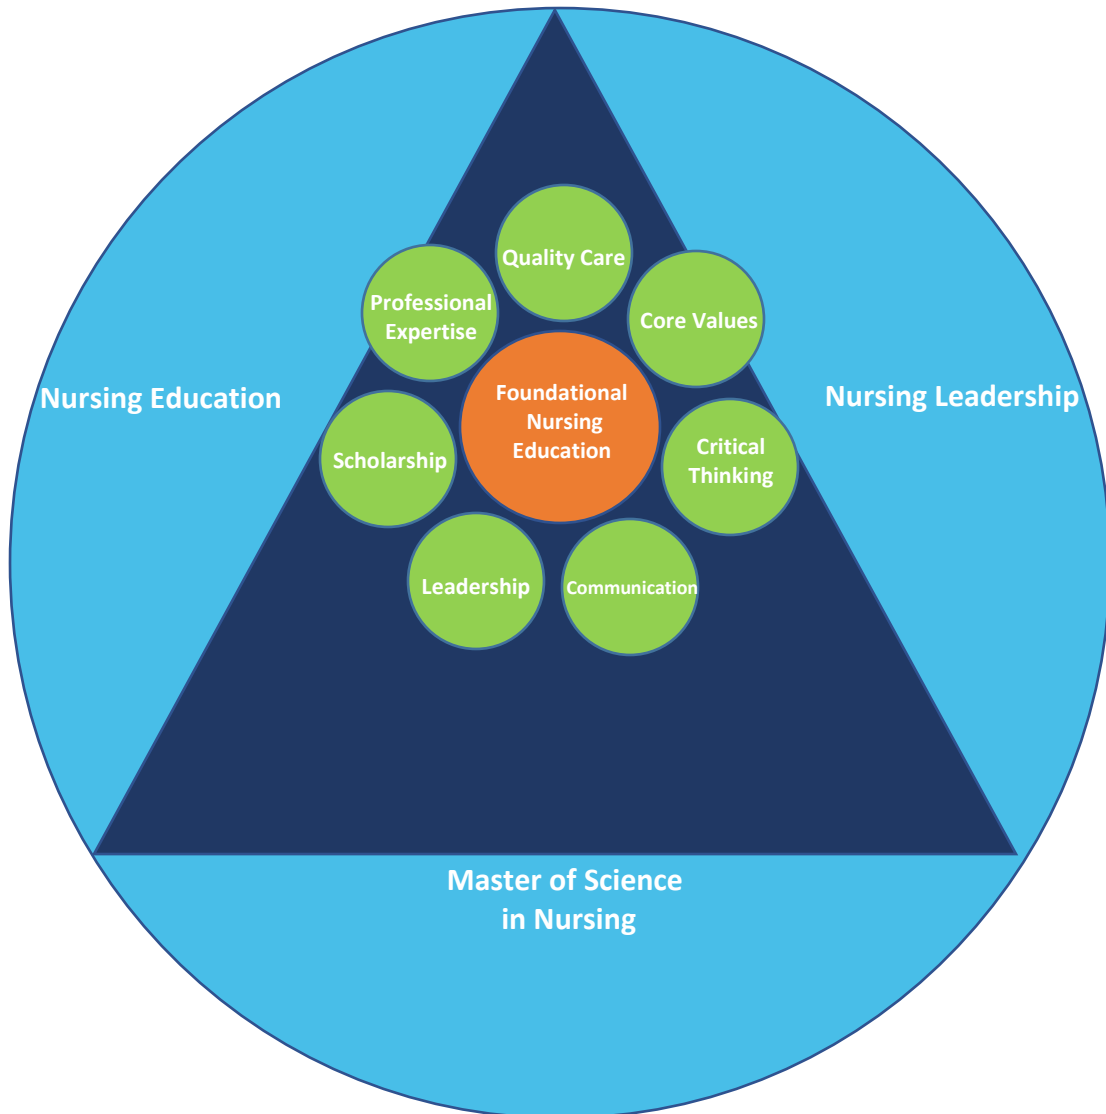 Quality Care
Professional
Expertise
Core Values
Nursing Education
Foundational
Nursing
Education
Nursing Leadership
Scholarship
Critical
Thinking
Leadership
Communication
Master of Science
in Nursing